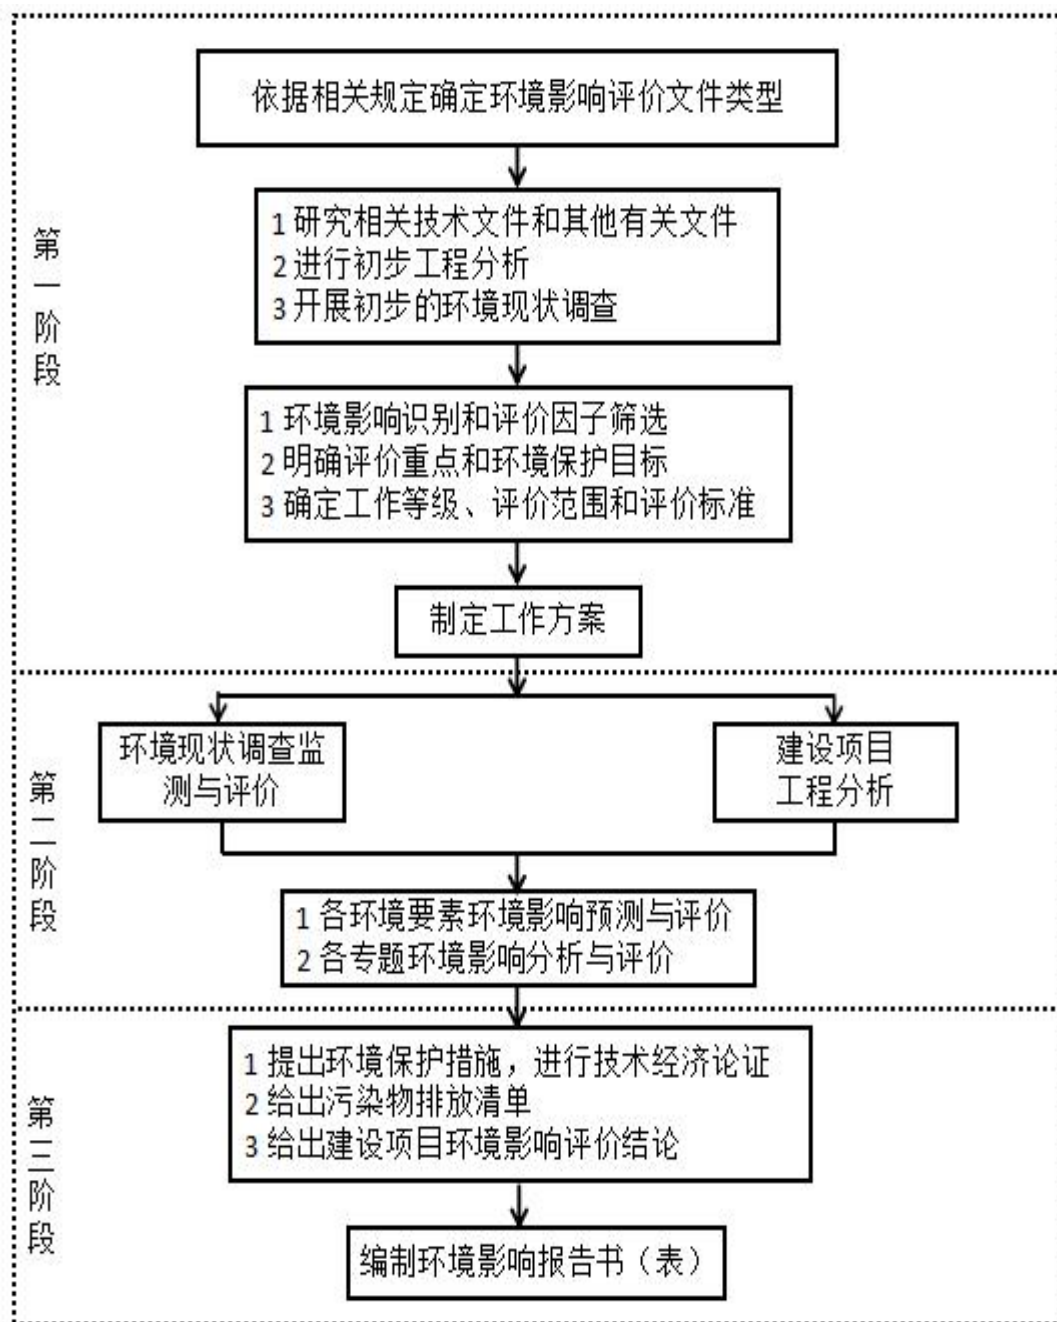 第一阶段
依据相关规定确定环境影响评价文件类型
1 研究相关技术文件和其他有关文件
2 进行初步工程分析
3 开展初步的环境现状调查
1 环境影响识别和评价因子筛选
2 明确评价重点和环境保护目标
3 确定工作等级、评价范围和评价标准
制定工作方案
第二阶段
环境现状调查监
测与评价
建设项目
工程分析
1 各环境要素环境影响预测与评价
2 各专题环境影响分析与评价
第三阶段
1 提出环境保护措施，进行技术经济论证
2 给出污染物排放清单
3 给出建设项目环境影响评价结论
编制环境影响报告书（表）